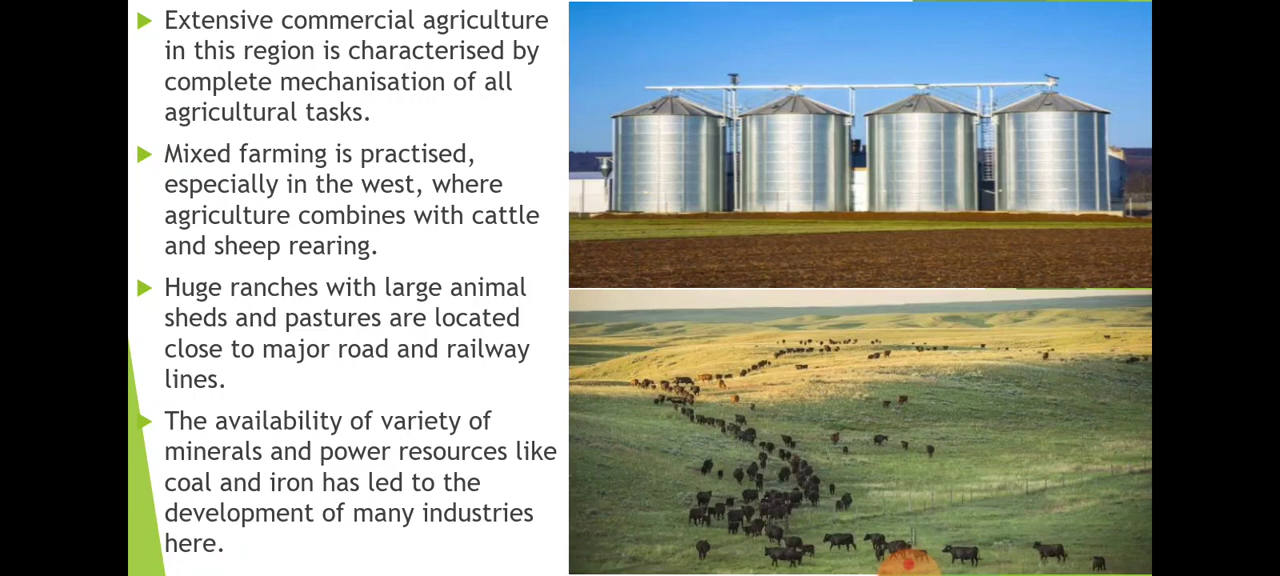 Extensive commercial agriculture
in this region is characterised by
complete mechanisation of all
agricultural tasks.
Mixed farming is practised,
especially in the west, where
agriculture combines with cattle
and sheep rearing.
Huge ranches with large animal
sheds and pastures are located
close to major road and railway
lines.
The availability of variety of
minerals and power resources like
coal and iron has led to the
development of many industries
here.